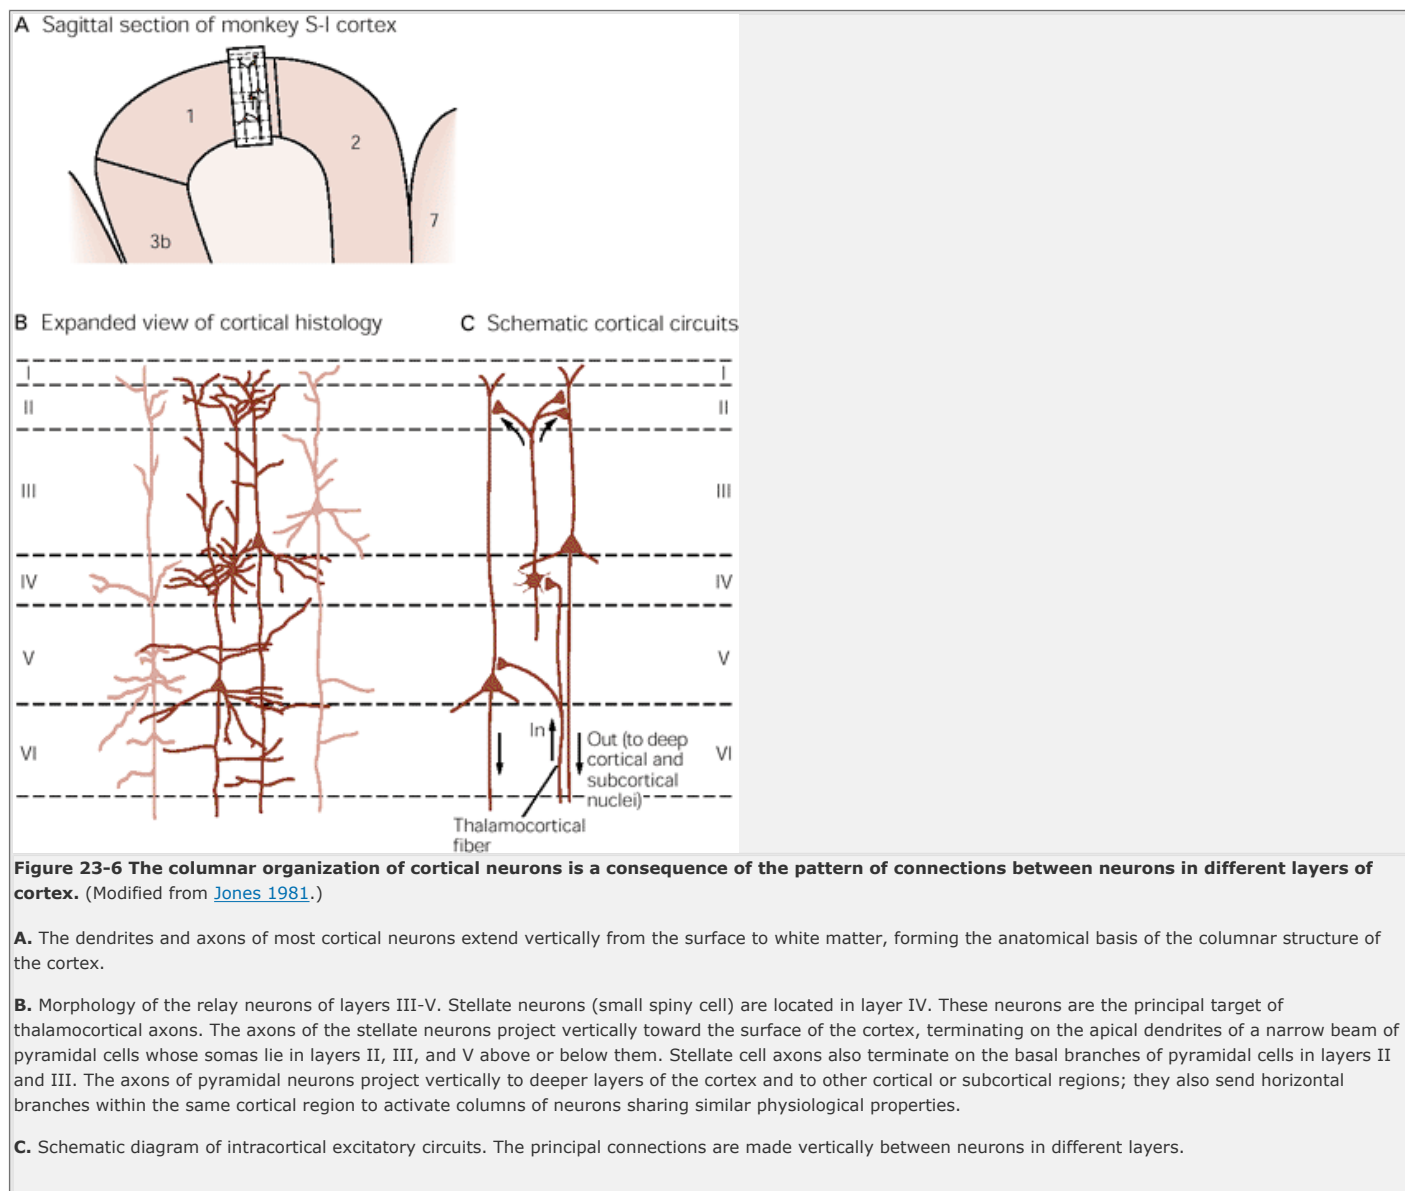 A Sagittal section of monkey S-I cortex
1
2
3b
7
B Expanded view of cortical histology
C Schematic cortical circuits
I
II
III
IV
V
VI
I
II
III
IV
V
VI
In
Out (to deep
cortical and
subcortical
nuclei)
Thalamocortical
fiber
Figure 23-6 The columnar organization of cortical neurons is a consequence of the pattern of connections between neurons in different layers of
cortex. (Modified from Jones 1981.)
A. The dendrites and axons of most cortical neurons extend vertically from the surface to white matter, forming the anatomical basis of the columnar structure of
the cortex.
B. Morphology of the relay neurons of layers III-V. Stellate neurons (small spiny cell) are located in layer IV. These neurons are the principal target of
thalamocortical axons. The axons of the stellate neurons project vertically toward the surface of the cortex, terminating on the apical dendrites of a narrow beam of
pyramidal cells whose somas lie in layers II, III, and V above or below them. Stellate cell axons also terminate on the basal branches of pyramidal cells in layers II
and III. The axons of pyramidal neurons project vertically to deeper layers of the cortex and to other cortical or subcortical regions; they also send horizontal
branches within the same cortical region to activate columns of neurons sharing similar physiological properties.
C. Schematic diagram of intracortical excitatory circuits. The principal connections are made vertically between neurons in different layers.